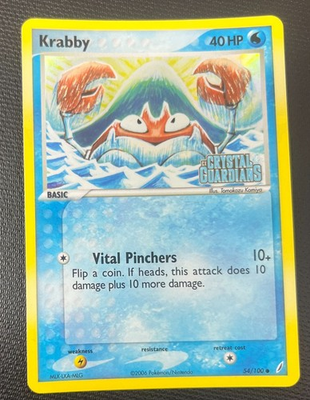 Krabby
40 HP
EX
CRYSTAL
GUARDIANS
Illus. Tomokazu Komiya
BASIC
Vital Pinchers 10+
Flip a coin. If heads, this attack does 10
damage plus 10 more damage.
weakness resistance retreat cost
©2006 Pokémon/Nintendo
54/100